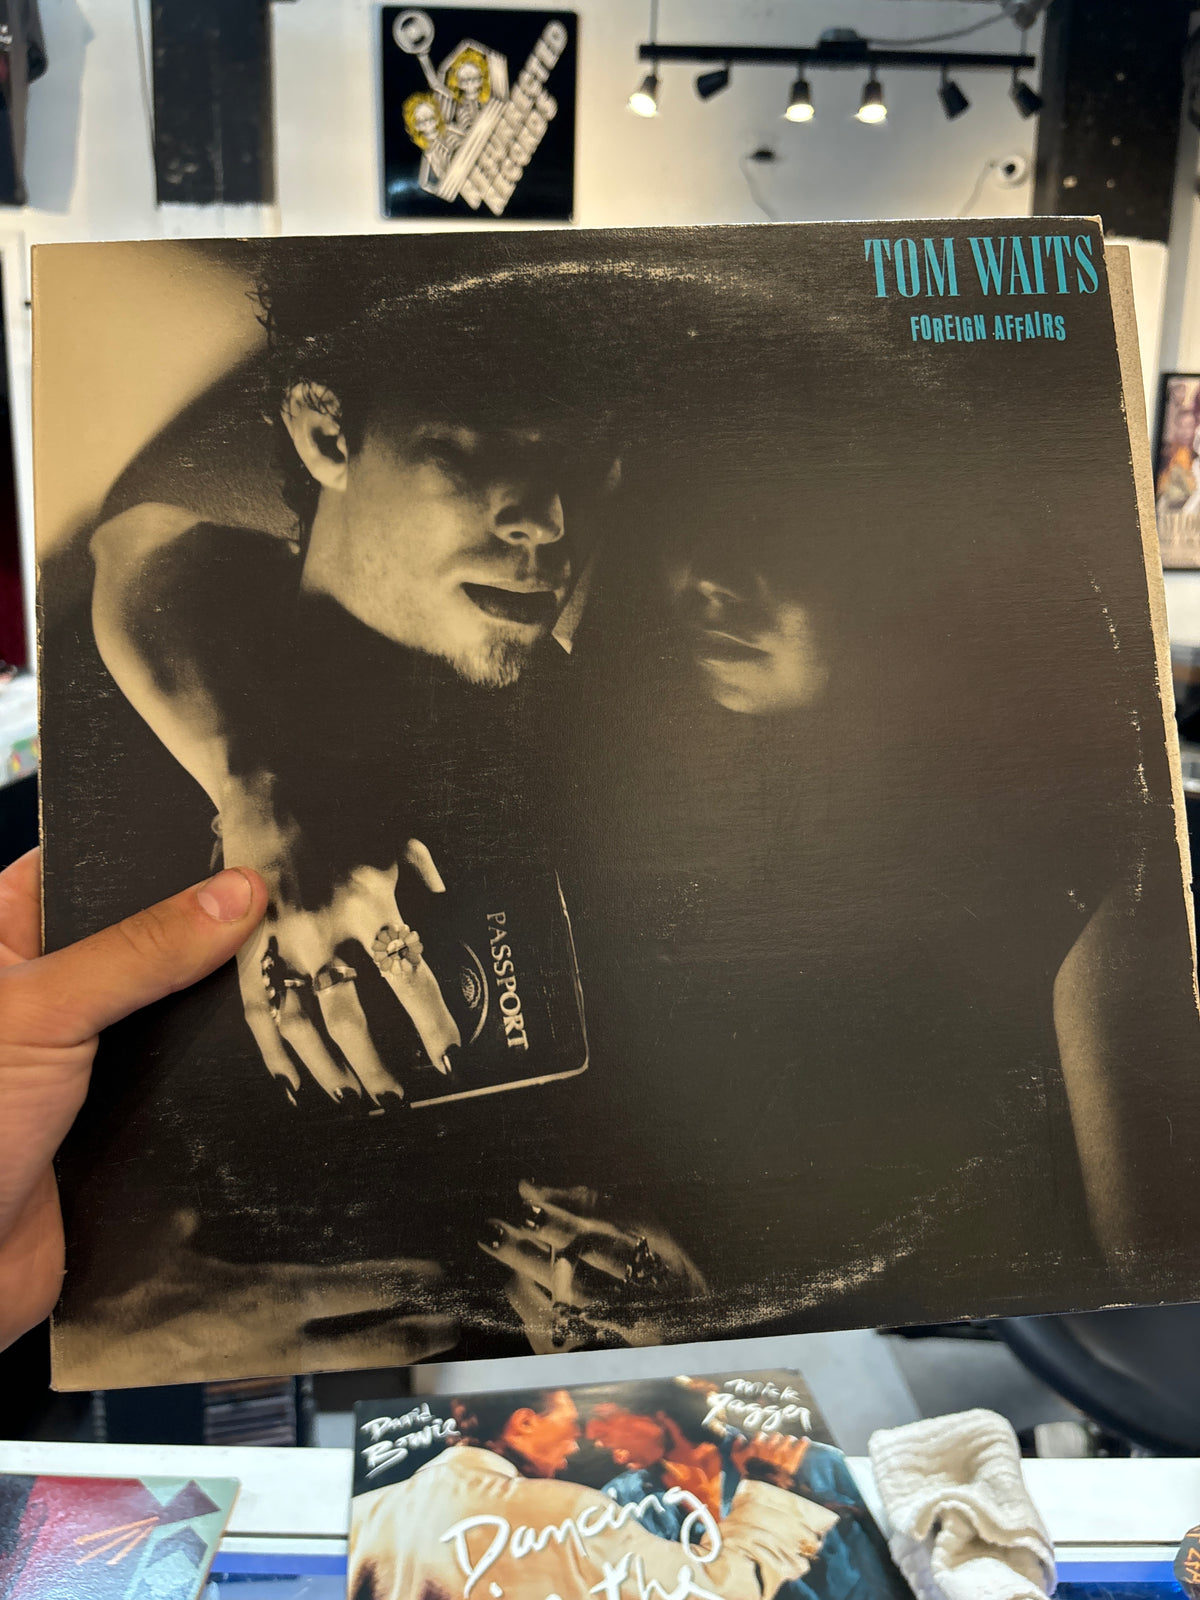 RESURRECTED
RECORDS
TOM WAITS
FOREIGN AFFAIRS
PASSPORT
David
Bowie
Mick
Jagger
Dancing
in the